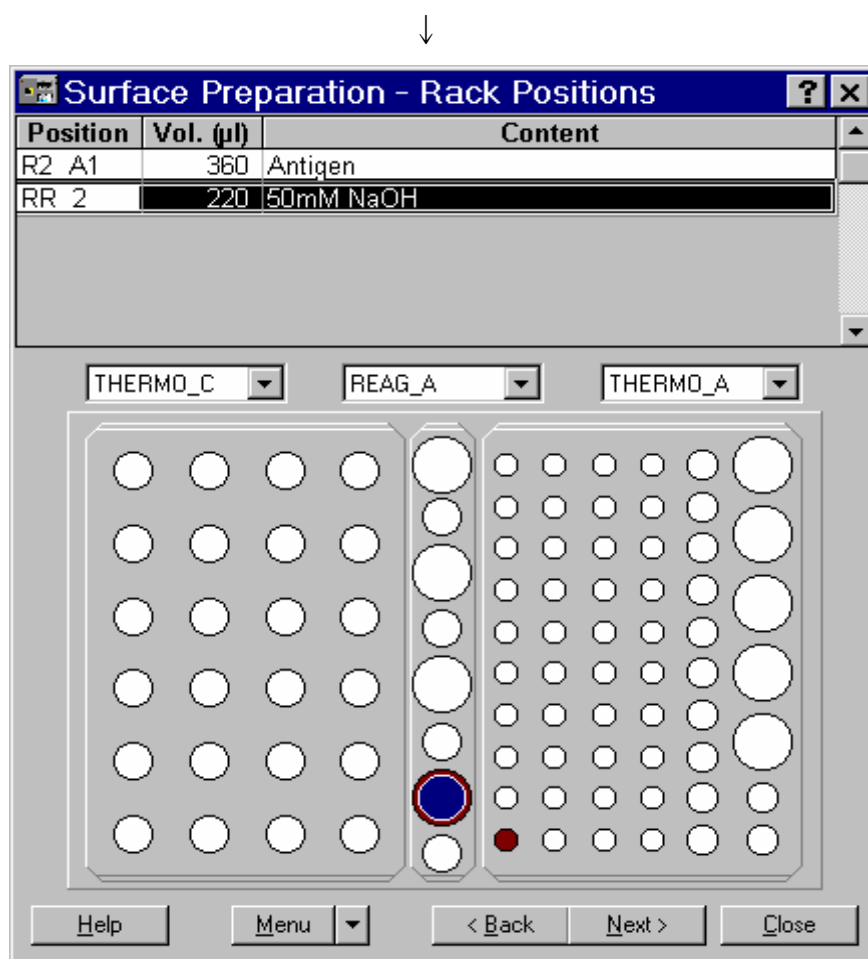 ↓
Surface Preparation - Rack Positions
Position Vol. (µl) Content
R2 A1 360 Antigen
RR 2 220 50mM NaOH
THERMO_C REAG_A THERMO_A
Help Menu < Back Next > Close